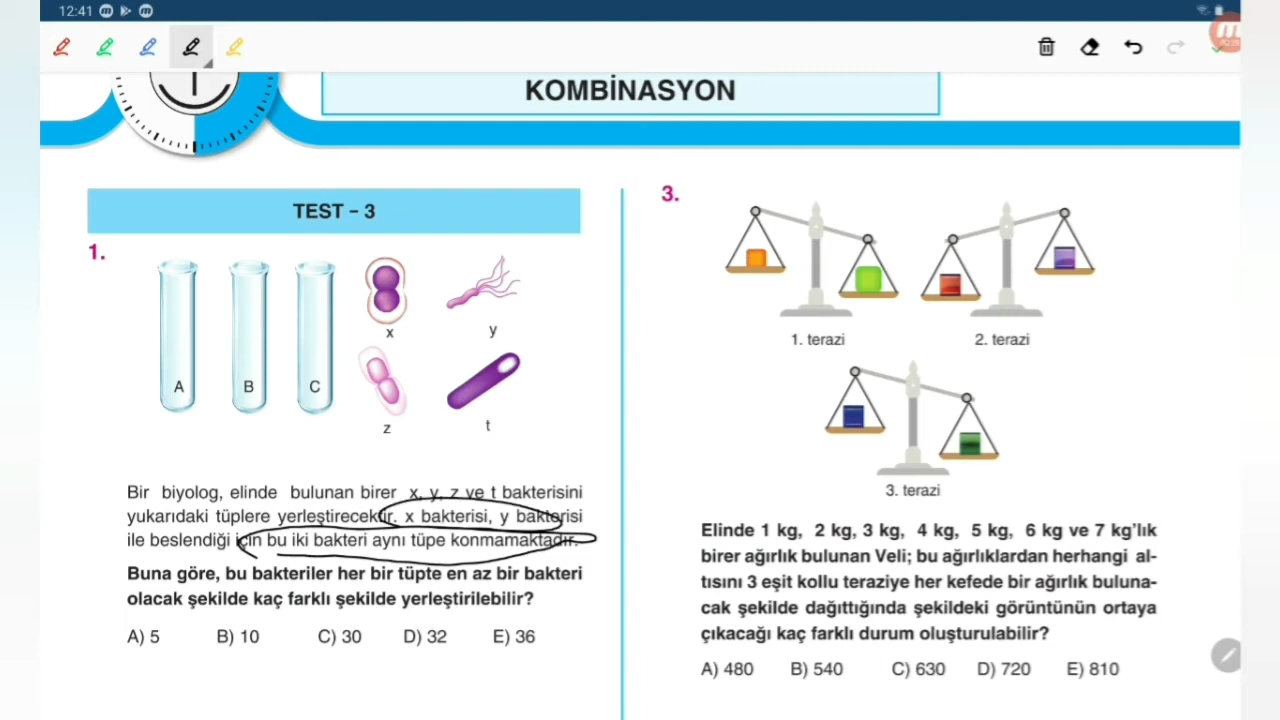 12:41
KOMBİNASYON
TEST – 3
1.
A
B
C
x
y
z
t
Bir biyolog, elinde bulunan birer x, y, z ve t bakterisini
yukarıdaki tüplere yerleştirecektir. x bakterisi, y bakterisi
ile beslendiği için bu iki bakteri aynı tüpe konmamaktadır.
Buna göre, bu bakteriler her bir tüpte en az bir bakteri
olacak şekilde kaç farklı şekilde yerleştirilebilir?
A) 5 B) 10 C) 30 D) 32 E) 36
3.
1. terazi
2. terazi
3. terazi
Elinde 1 kg, 2 kg, 3 kg, 4 kg, 5 kg, 6 kg ve 7 kg’lık
birer ağırlık bulunan Veli; bu ağırlıklardan herhangi al-
tısını 3 eşit kollu teraziye her kefede bir ağırlık buluna-
cak şekilde dağıttığında şekildeki görüntünün ortaya
çıkacağı kaç farklı durum oluşturulabilir?
A) 480 B) 540 C) 630 D) 720 E) 810